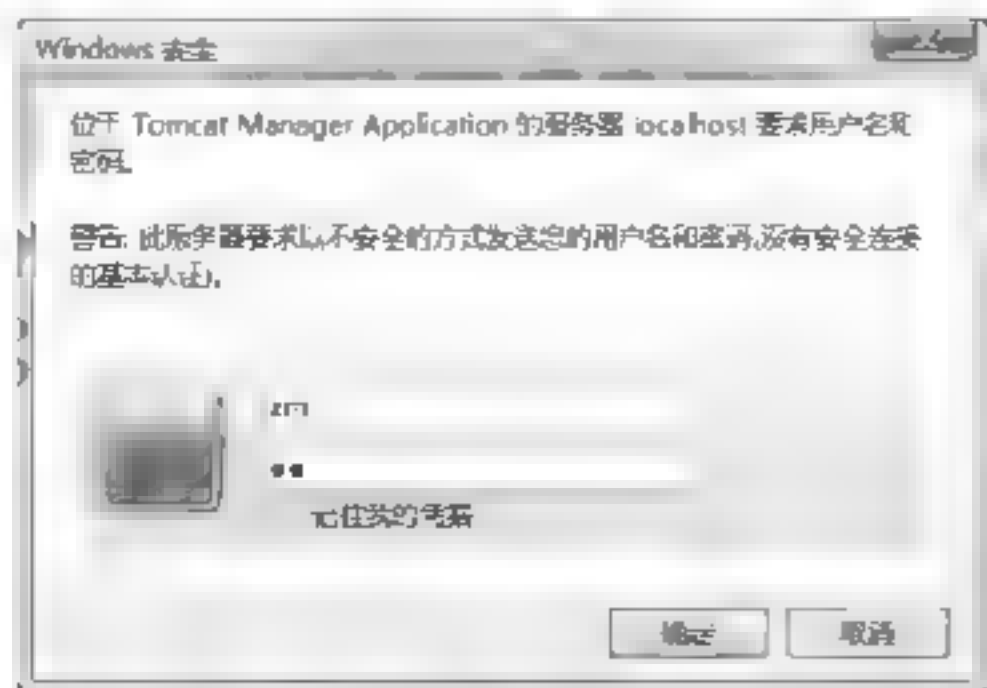 Windows 安全
位于 Tomcat Manager Application 的服务器 localhost 要求用户名和
密码。
警告: 此服务器要求以不安全的方式发送您的用户名和密码(没有安全连接
的基本认证)。
zm
●●
记住我的凭据
确定
取消